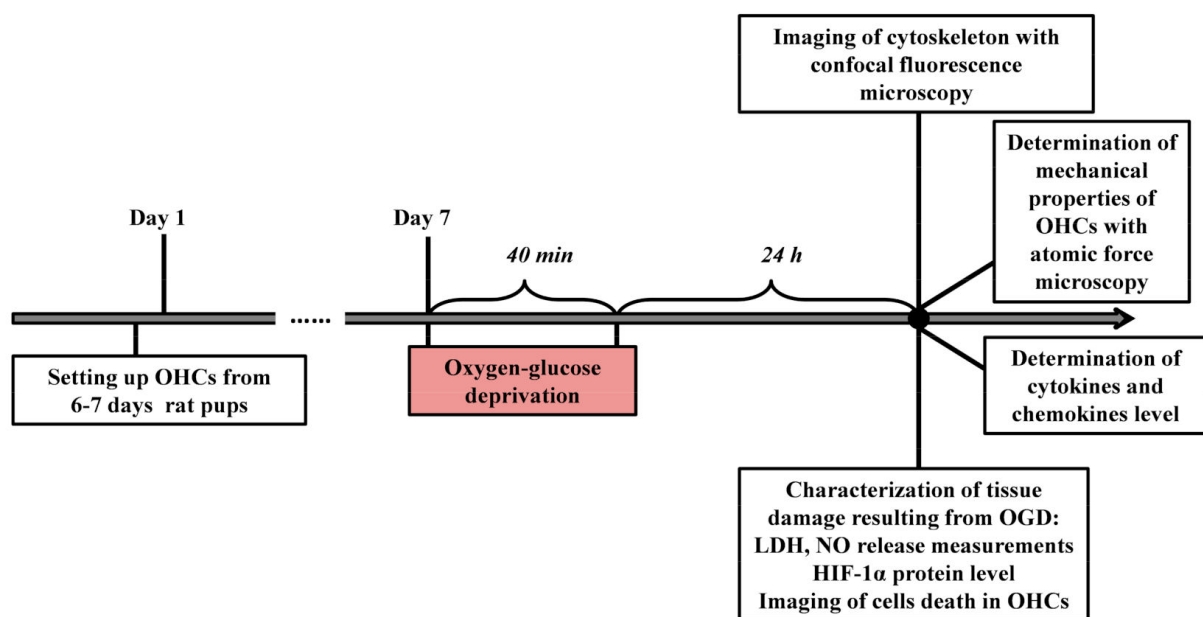 Imaging of cytoskeleton with
confocal fluorescence
microscopy
Determination of
mechanical
properties of
OHCs with
atomic force
microscopy
Day 1
Day 7
40 min
24 h
......
Setting up OHCs from
6-7 days rat pups
Oxygen-glucose
deprivation
Determination of
cytokines and
chemokines level
Characterization of tissue
damage resulting from OGD:
LDH, NO release measurements
HIF-1α protein level
Imaging of cells death in OHCs